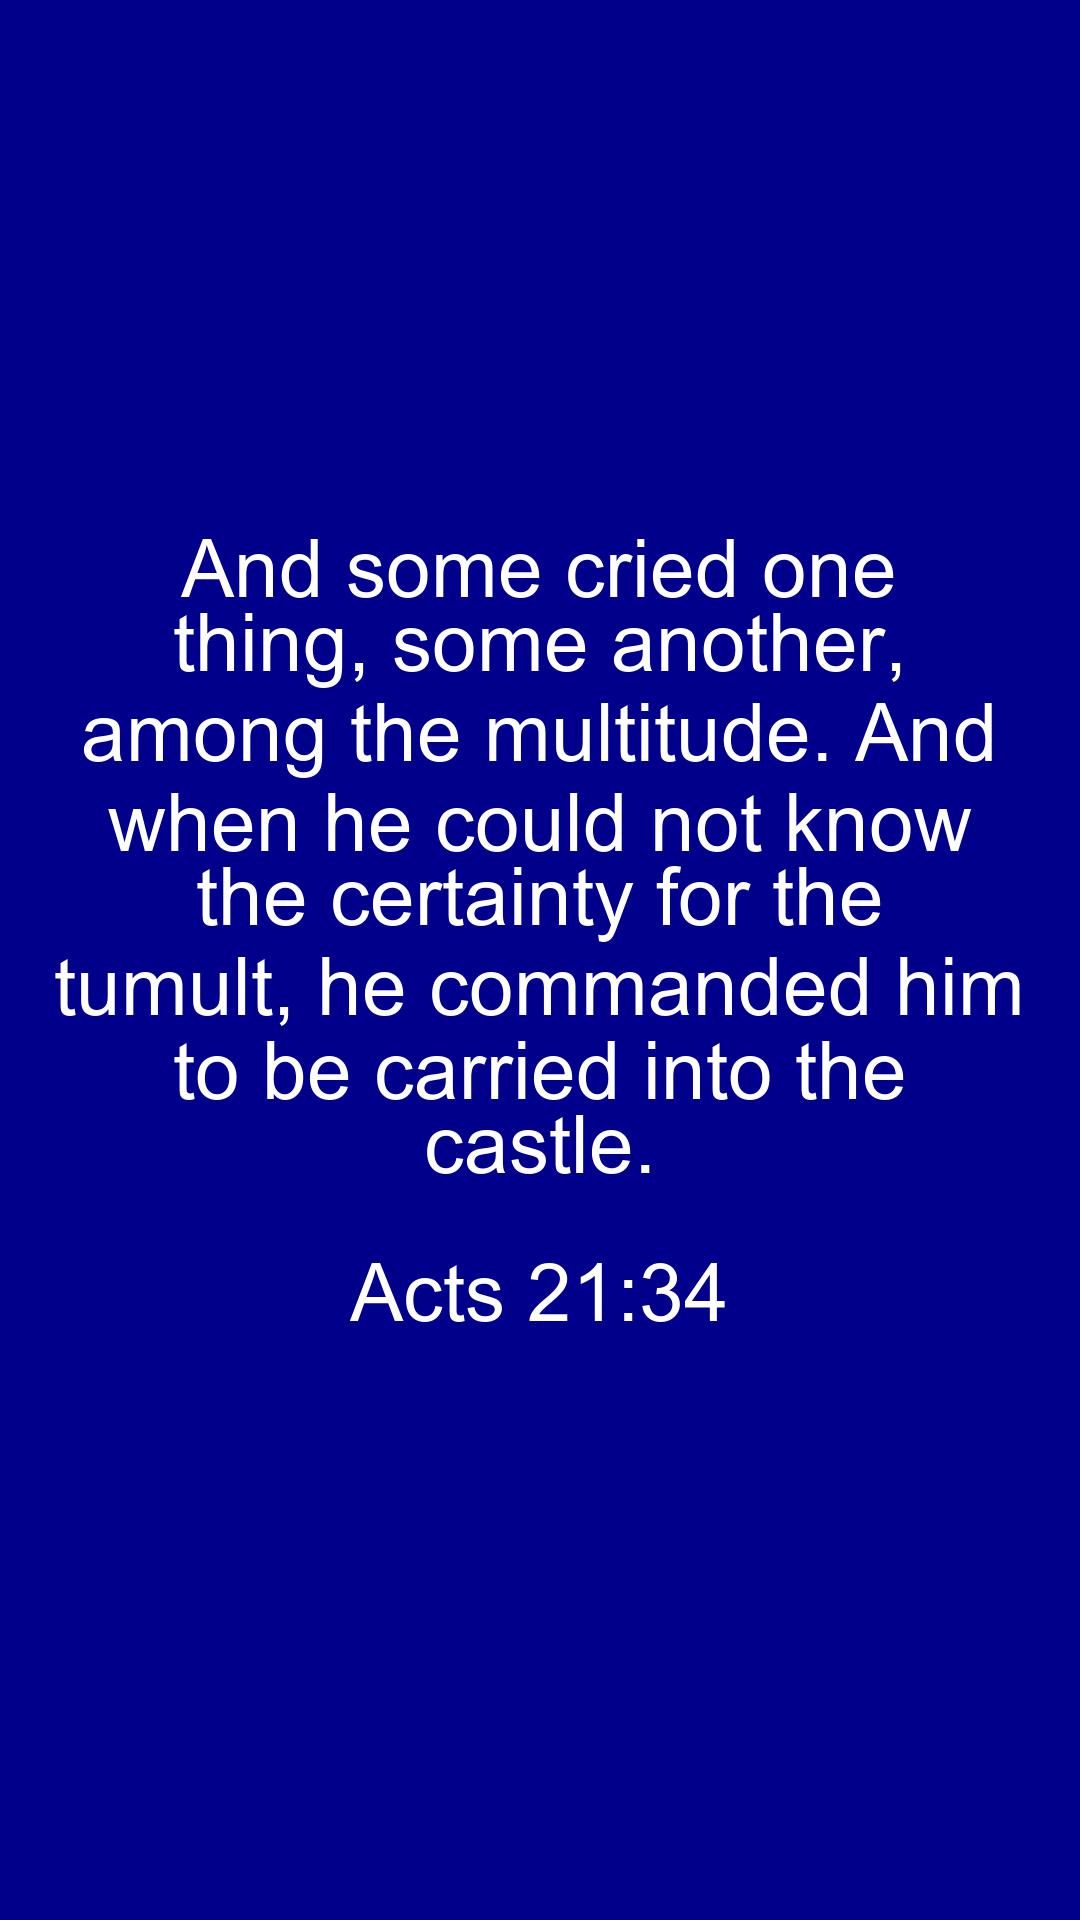 And some cried one
thing, some another,
among the multitude. And
when he could not know
the certainty for the
tumult, he commanded him
to be carried into the
castle.
Acts 21:34